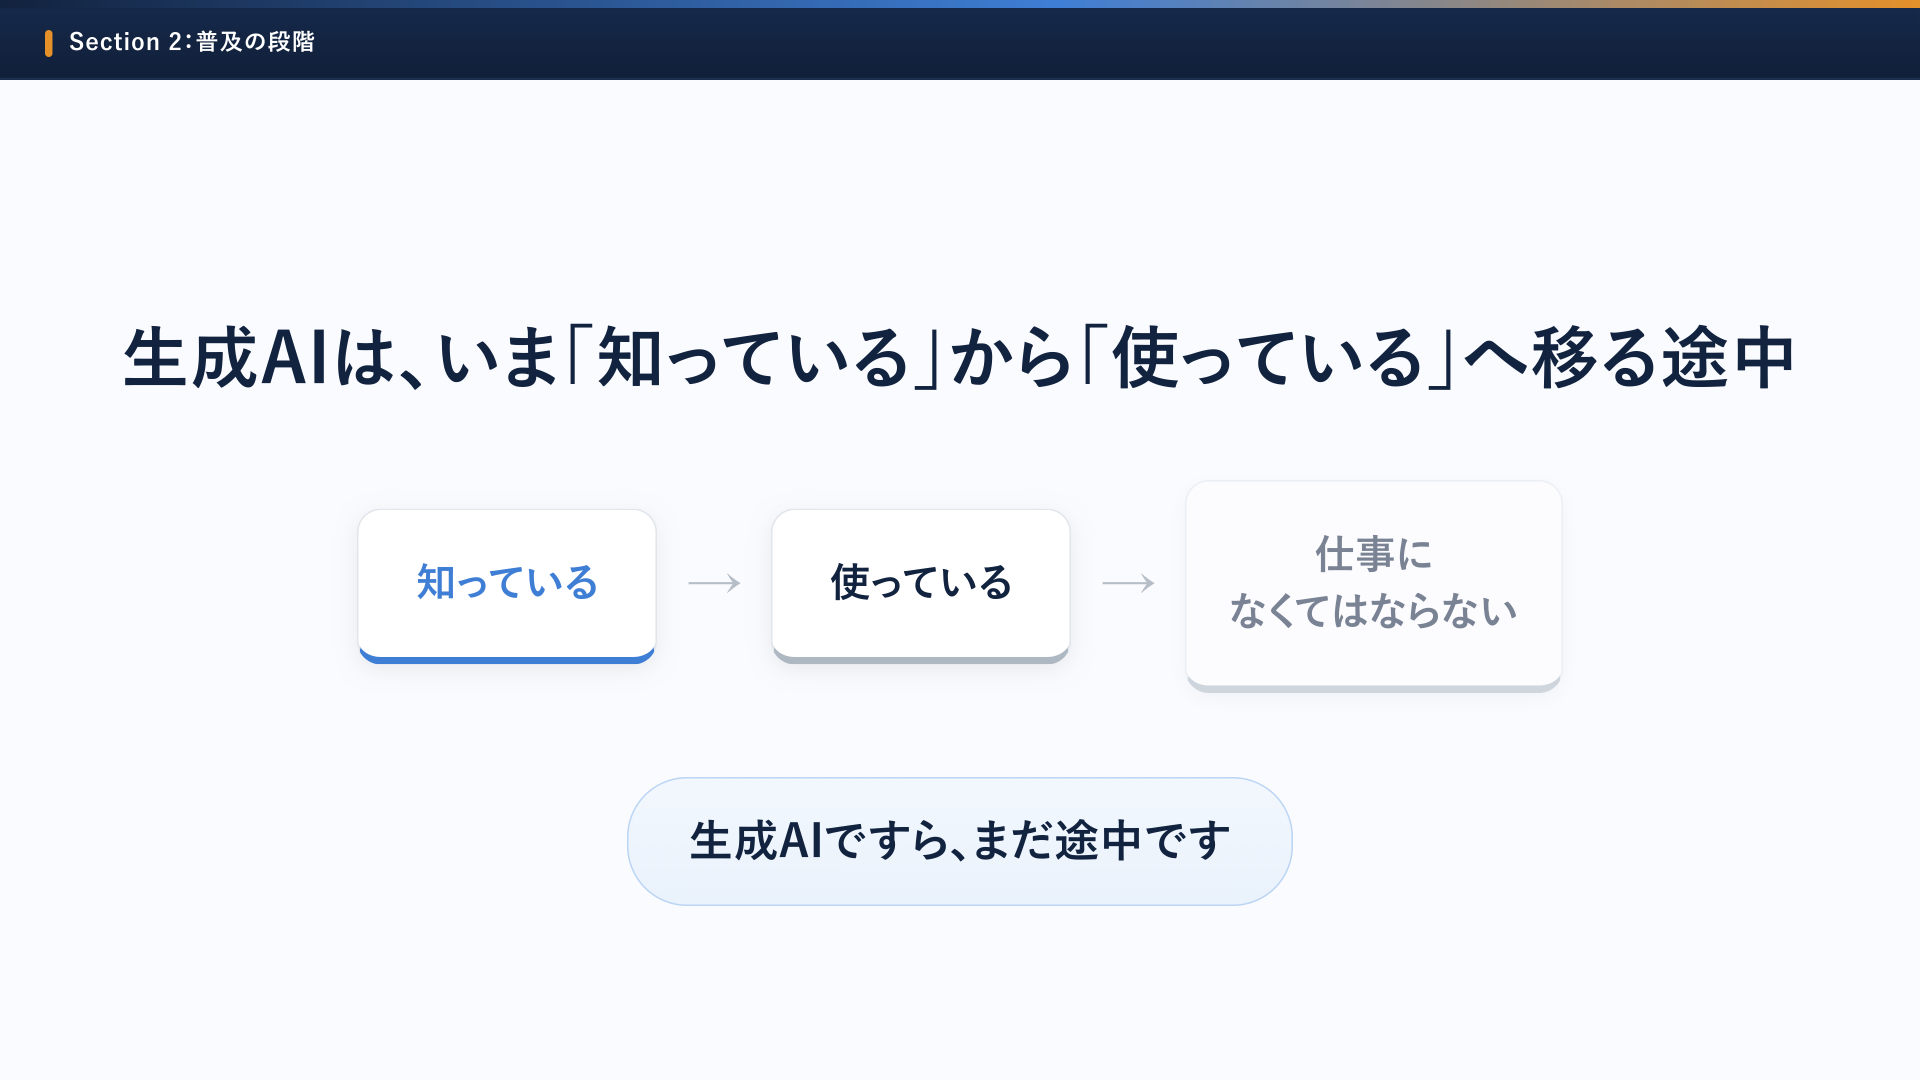 Section 2：普及の段階
生成AIは、いま「知っている」から「使っている」へ移る途中
知っている
→
使っている
→
仕事に
なくてはならない
生成AIですら、まだ途中です